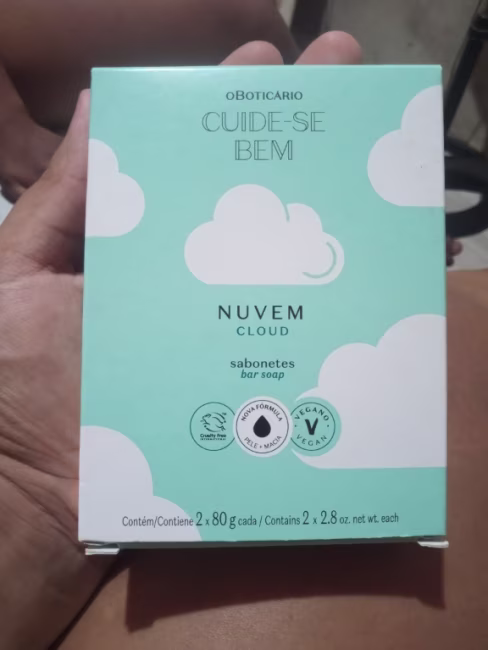 oBOTICÁRIO
CUIDE-SE
BEM
NUVEM
CLOUD
sabonetes
bar soap
Cruelty Free
INTERNATIONAL
NOVA FÓRMULA
PELE + MACIA
VEGANO
V
VEGAN
Contém/Contiene 2 x 80 g cada / Contains 2 x 2.8 oz. net wt. each